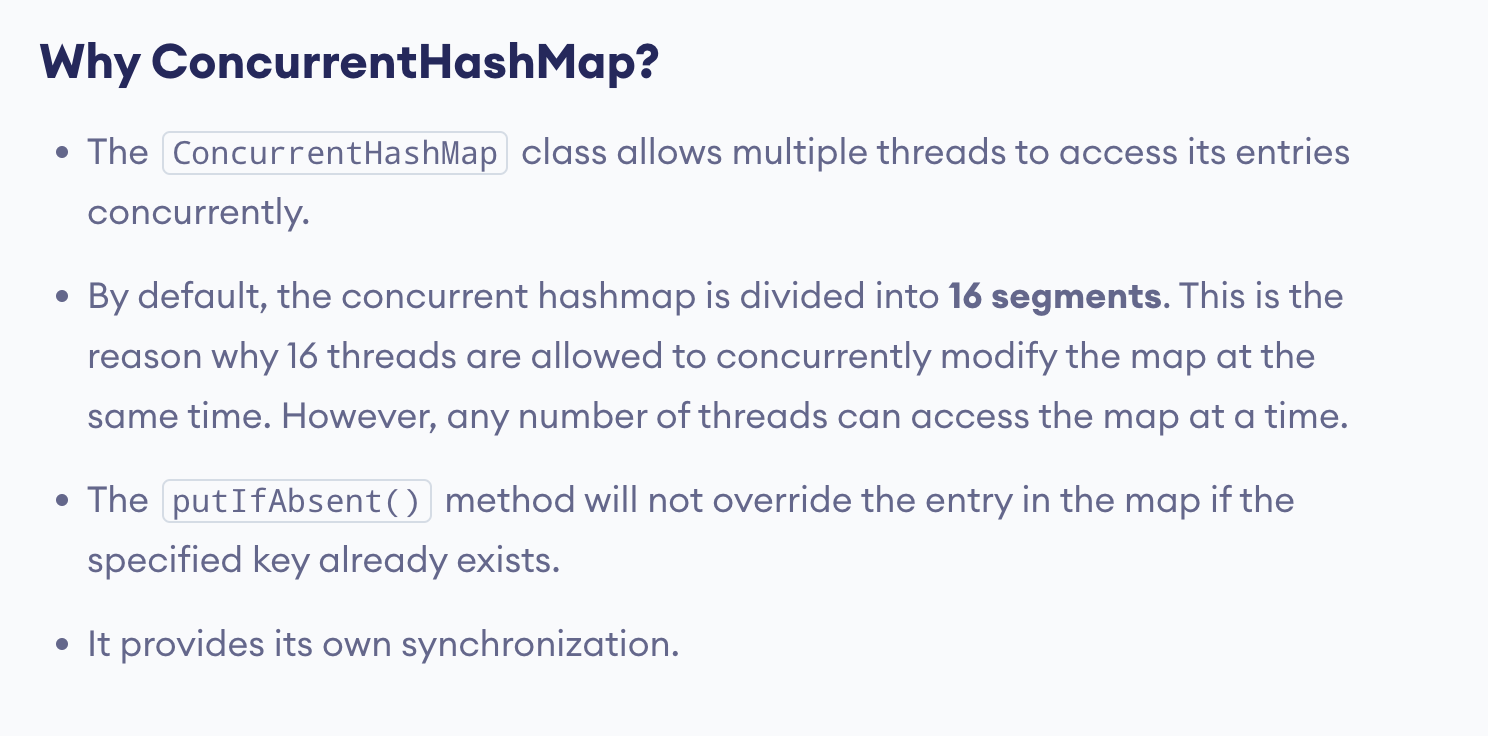 Why ConcurrentHashMap?
• The ConcurrentHashMap class allows multiple threads to access its entries
concurrently.
• By default, the concurrent hashmap is divided into 16 segments. This is the
reason why 16 threads are allowed to concurrently modify the map at the
same time. However, any number of threads can access the map at a time.
• The putIfAbsent() method will not override the entry in the map if the
specified key already exists.
• It provides its own synchronization.